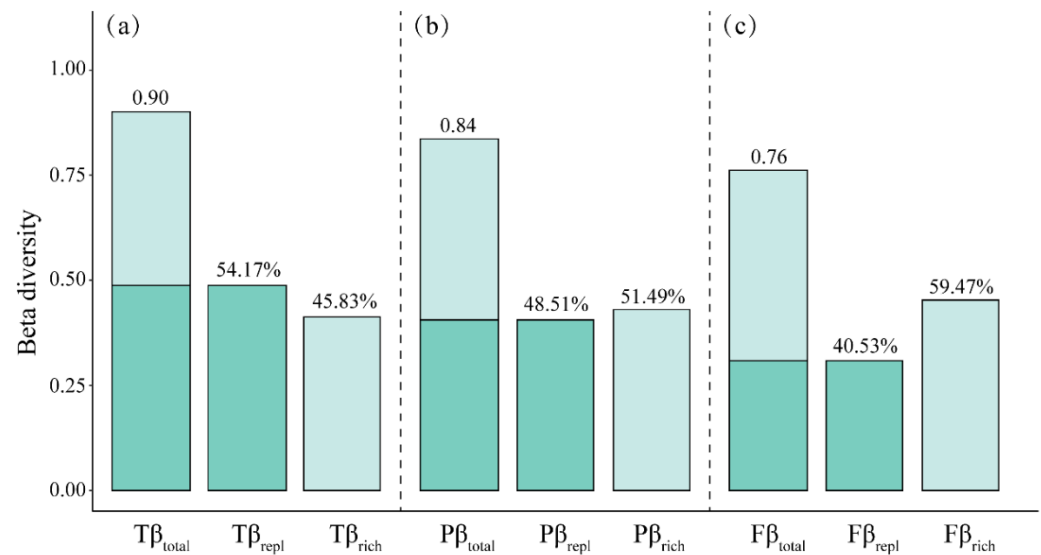 (a)
(b)
(c)
Beta diversity
1.00
0.75
0.50
0.25
0.00
0.90
54.17%
45.83%
0.84
48.51%
51.49%
0.76
40.53%
59.47%
Tβtotal
Tβrepl
Tβrich
Pβtotal
Pβrepl
Pβrich
Fβtotal
Fβrepl
Fβrich